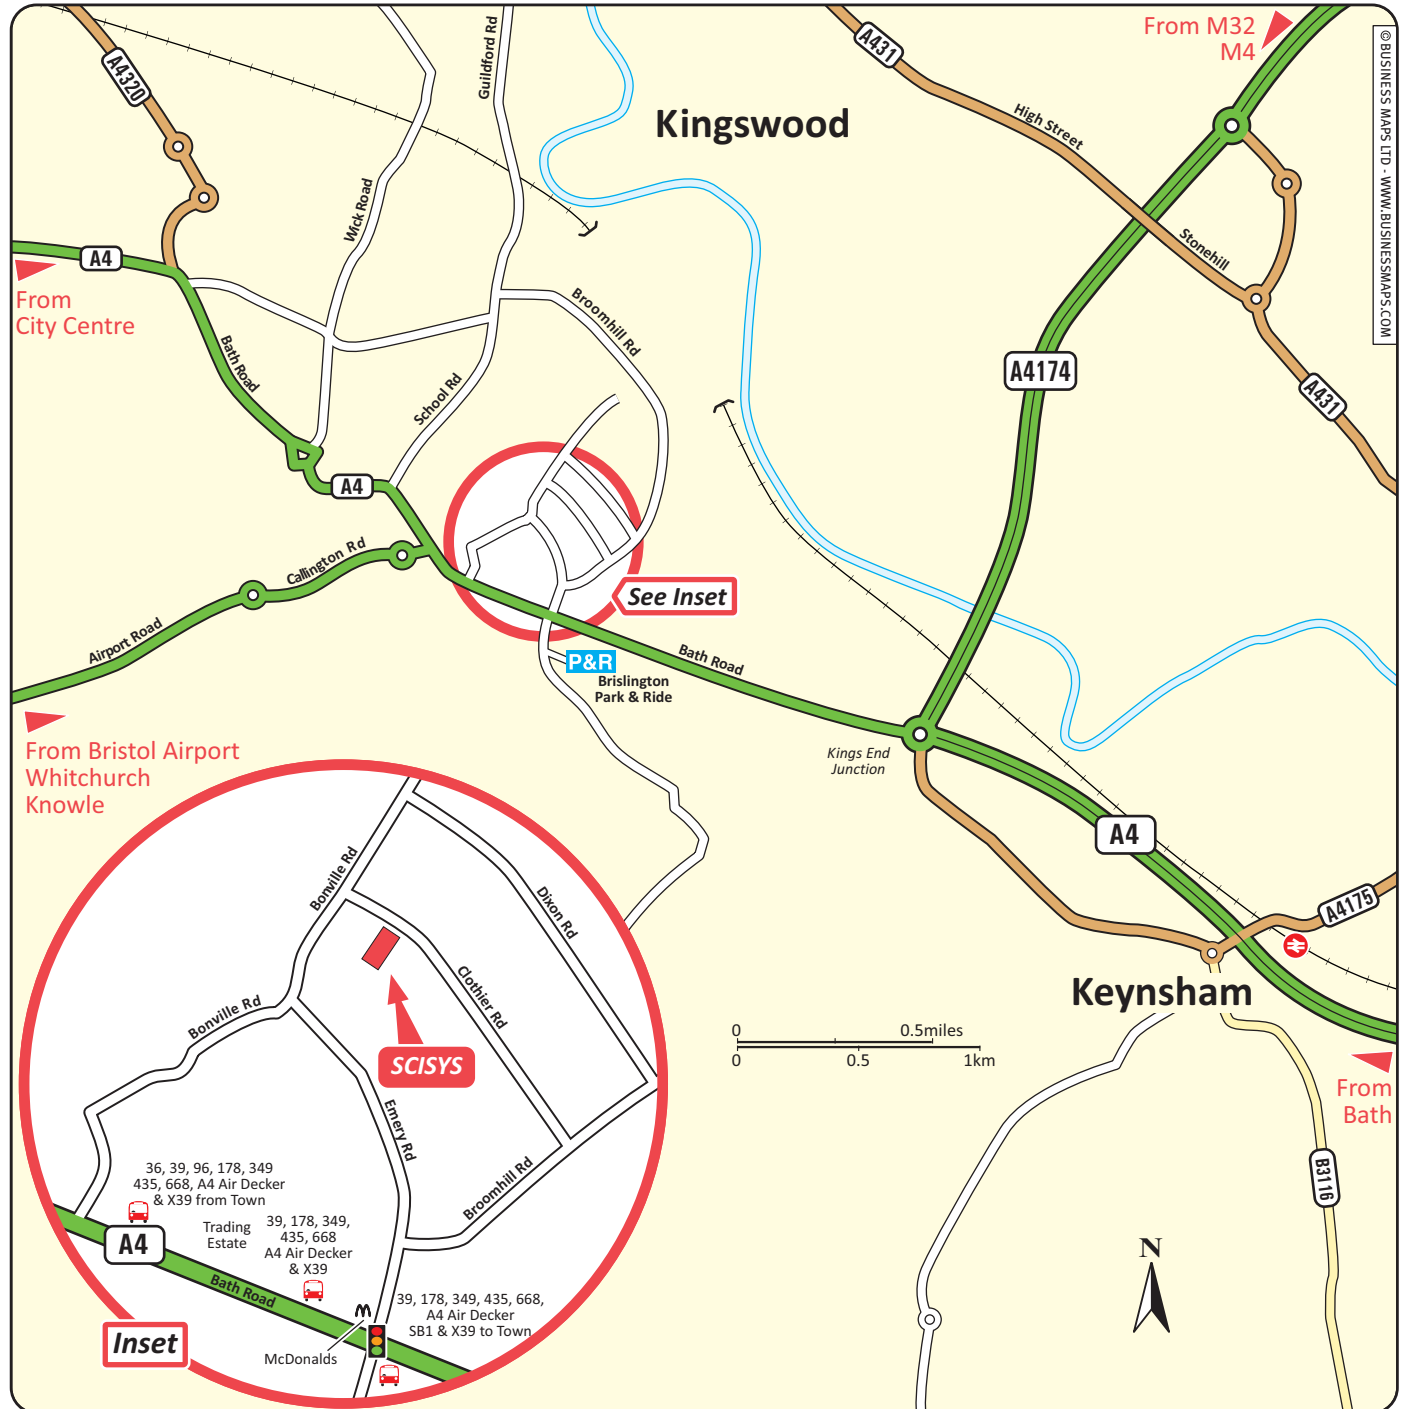 From M32
M4
© BUSINESS MAPS LTD - WWW.BUSINESSMAPS.COM
A4320
Guildford Rd
A431
Kingswood
High Street
Wick Road
Stonehill
A4
From
City Centre
Broomhill Rd
Bath Road
School Rd
A4174
A431
A4
Callington Rd
See Inset
Airport Road
Bath Road
P&R
Brislington
Park & Ride
From Bristol Airport
Whitchurch
Knowle
Kings End
Junction
A4
A4175
Keynsham
0
0.5miles
0
0.5
1km
From
Bath
B3116
N
Bonville Rd
Dixon Rd
Clothier Rd
Bonville Rd
SCISYS
Emery Rd
Broomhill Rd
36, 39, 96, 178, 349
435, 668, A4 Air Decker
& X39 from Town
Trading
Estate
39, 178, 349,
435, 668
A4 Air Decker
& X39
A4
Bath Road
39, 178, 349, 435, 668,
A4 Air Decker
SB1 & X39 to Town
McDonalds
Inset